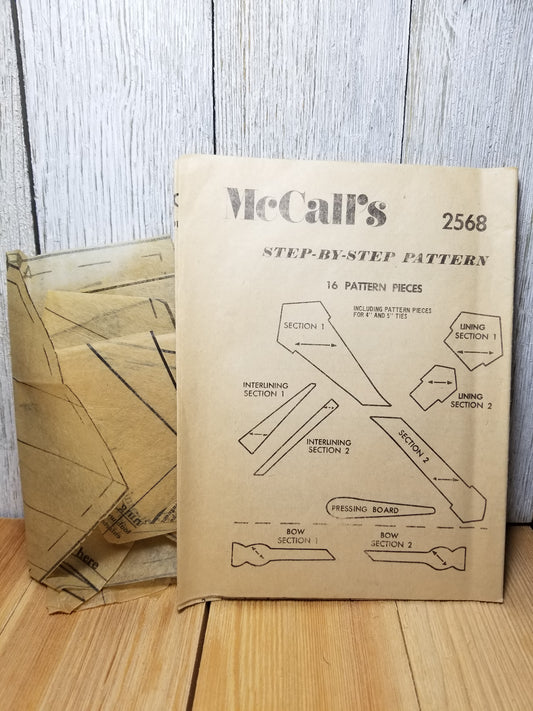 McCall's
2568
STEP-BY-STEP PATTERN
16 PATTERN PIECES
INCLUDING PATTERN PIECES
FOR 4" AND 5" TIES
SECTION 1
LINING
SECTION 1
LINING
SECTION 2
INTERLINING
SECTION 1
INTERLINING
SECTION 2
SECTION 2
PRESSING BOARD
BOW
SECTION 1
BOW
SECTION 2
here